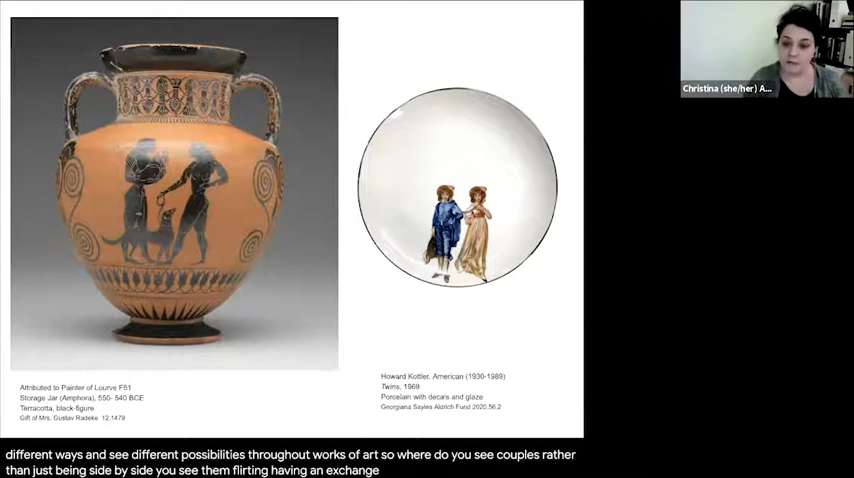 Christina (she/her) A...
Attributed to Painter of Lourve F51
Storage Jar (Amphora), 550- 540 BCE
Terracotta, black-figure
Gift of Mrs. Gustav Radeke 12.1479
Howard Kottler, American (1930-1989)
Twins, 1969
Porcelain with decals and glaze
Georgiana Sayles Aldrich Fund 2020.56.2
different ways and see different possibilities throughout works of art so where do you see couples rather
than just being side by side you see them flirting having an exchange